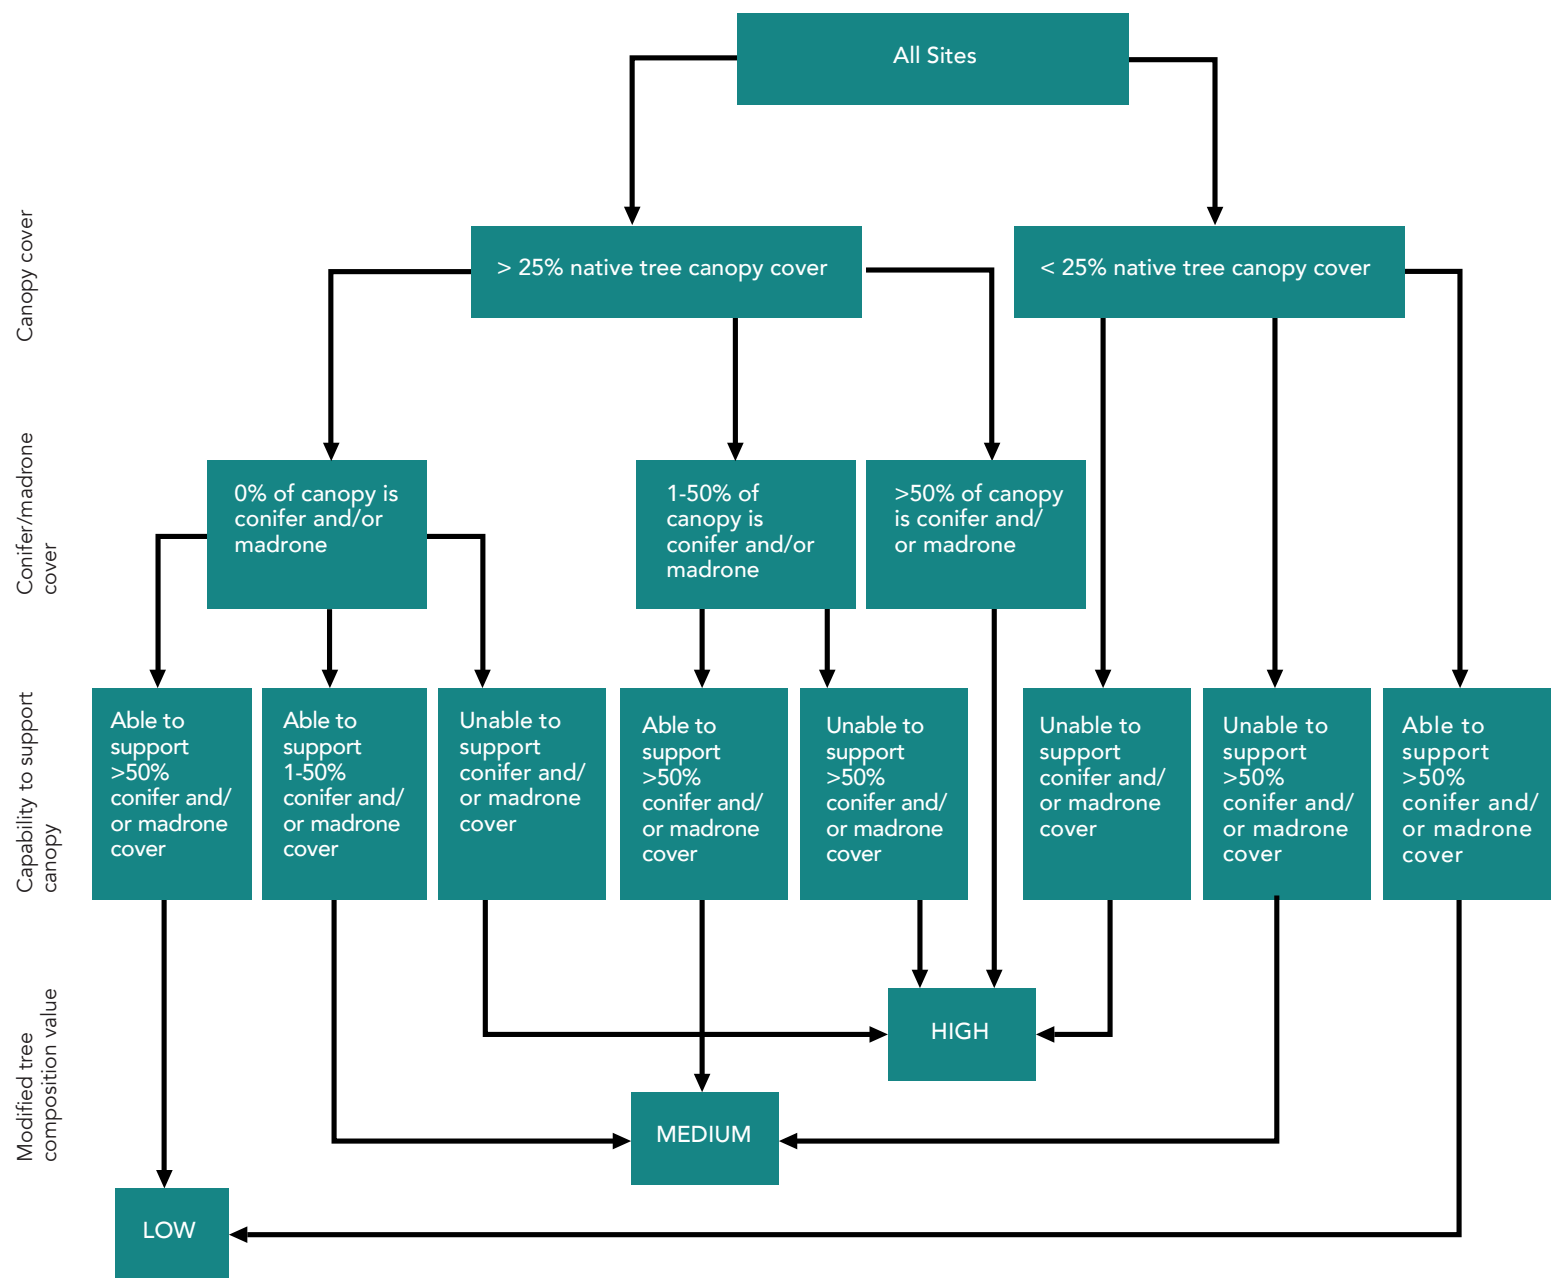 All Sites
Canopy cover
> 25% native tree canopy cover
< 25% native tree canopy cover
Conifer/madrone
cover
0% of canopy is
conifer and/or
madrone
1-50% of
canopy is
conifer and/or
madrone
>50% of canopy
is conifer and/
or madrone
Capability to support
canopy
Able to
support
>50%
conifer and/
or madrone
cover
Able to
support
1-50%
conifer and/
or madrone
cover
Unable to
support
conifer and/
or madrone
cover
Able to
support
>50%
conifer and/
or madrone
cover
Unable to
support
>50%
conifer and/
or madrone
cover
Unable to
support
conifer and/
or madrone
cover
Unable to
support
>50%
conifer and/
or madrone
cover
Able to
support
>50%
conifer and/
or madrone
cover
Modified tree
composition value
HIGH
MEDIUM
LOW